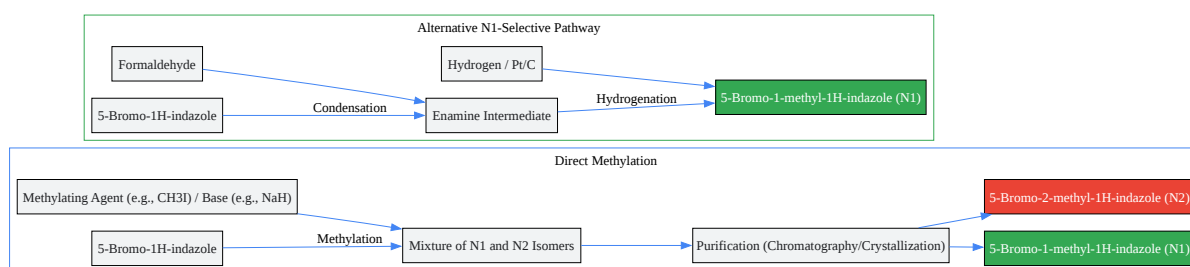 Alternative N1-Selective Pathway
Formaldehyde
Hydrogen / Pt/C
5-Bromo-1H-indazole
Condensation
Enamine Intermediate
Hydrogenation
5-Bromo-1-methyl-1H-indazole (N1)
Direct Methylation
Methylating Agent (e.g., CH3I) / Base (e.g., NaH)
5-Bromo-1H-indazole
Methylation
Mixture of N1 and N2 Isomers
Purification (Chromatography/Crystallization)
5-Bromo-2-methyl-1H-indazole (N2)
5-Bromo-1-methyl-1H-indazole (N1)